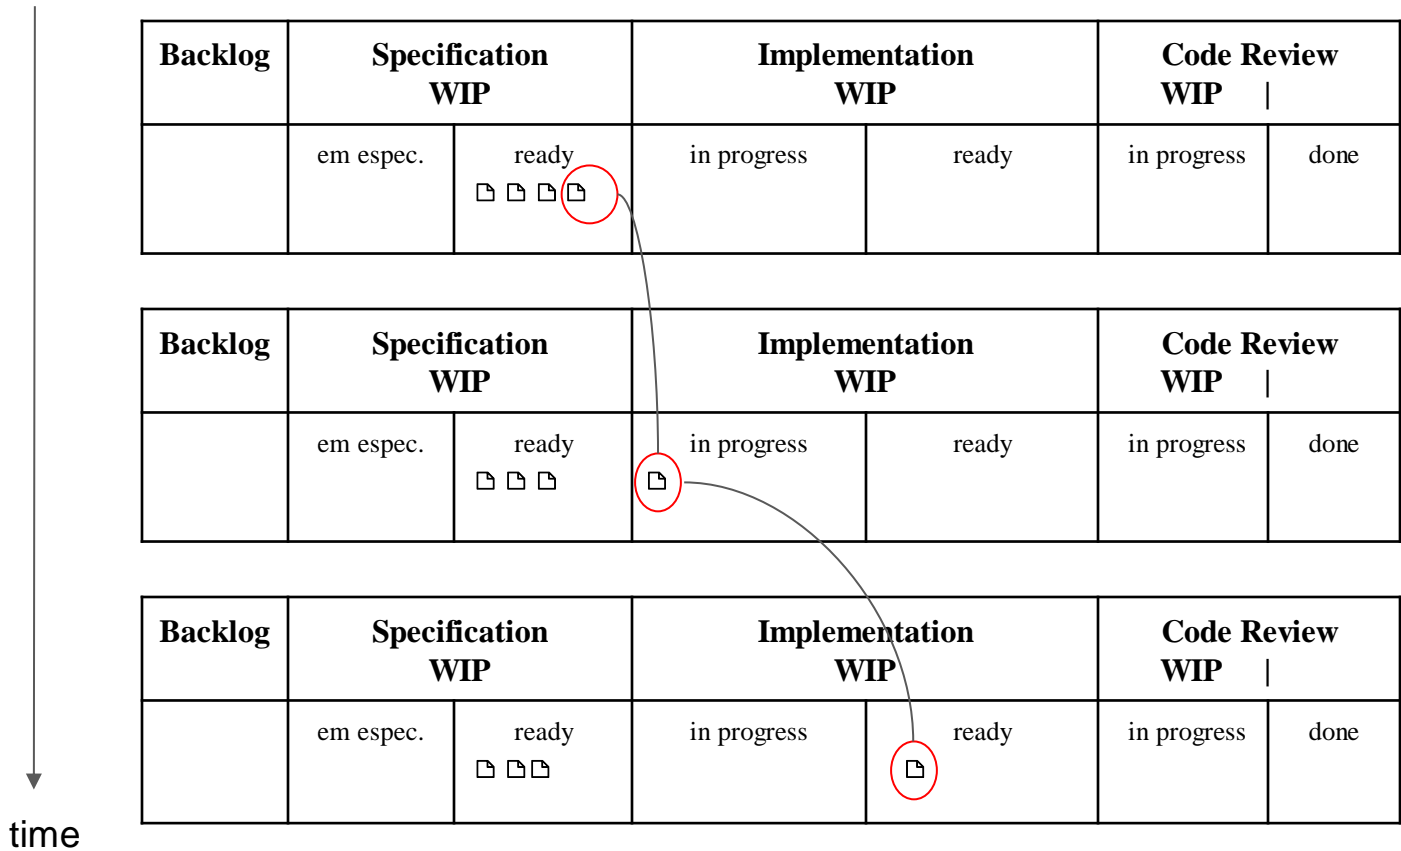 Backlog Specification Implementation Code Review
WIP WIP WIP |
em espec. ready in progress ready in progress done
Backlog Specification Implementation Code Review
WIP WIP WIP |
em espec. ready in progress ready in progress done
Backlog Specification Implementation Code Review
WIP WIP WIP |
em espec. ready in progress ready in progress done
time